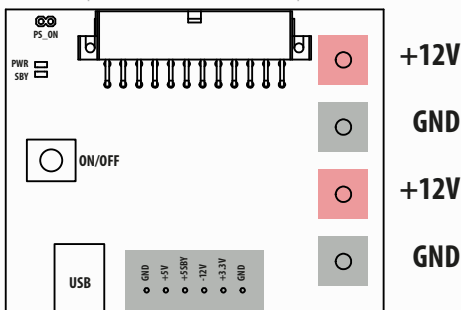 PS_ON
+12V
PWR
SBY
GND
ON/OFF
+12V
GND
USB
GND
+5V
+5SBY
-12V
+3.3V
GND